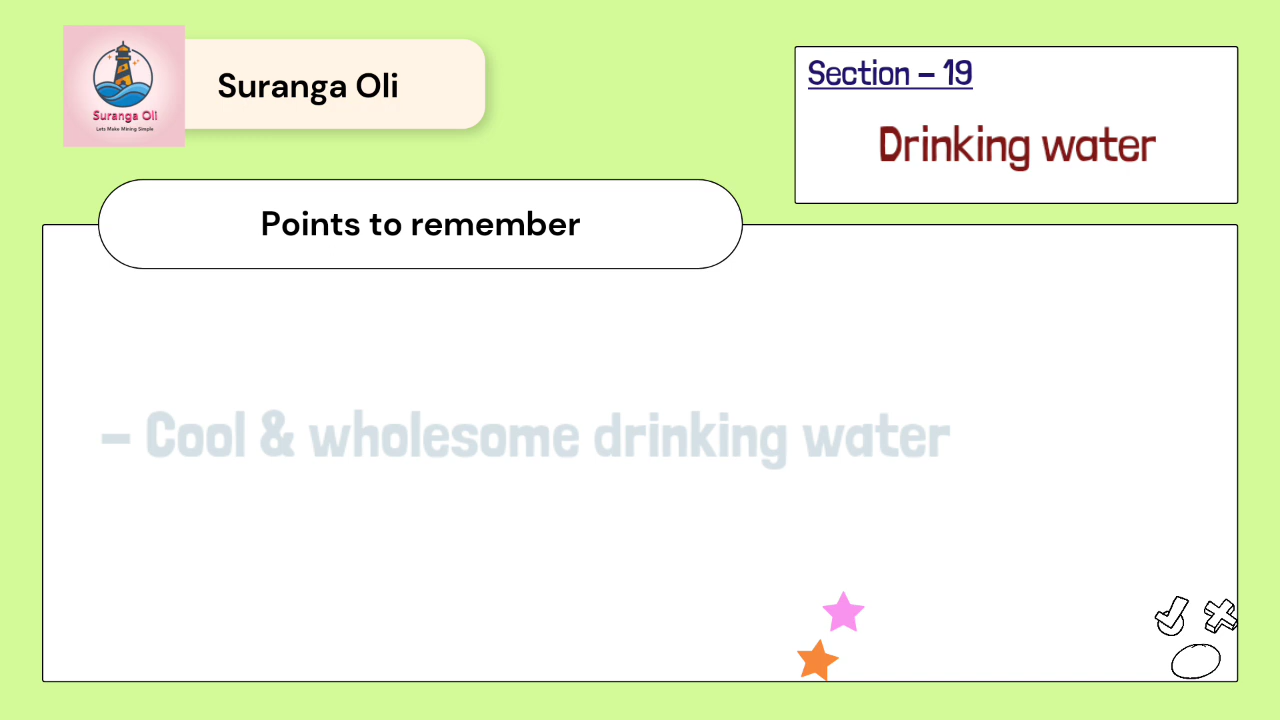 Suranga Oli
Lets Make Mining Simple
Suranga Oli
Section – 19
Drinking water
Points to remember
– Cool & wholesome drinking water